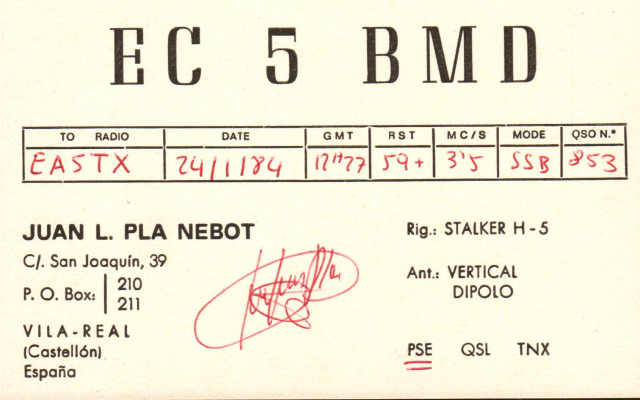 EC 5 BMD
TO RADIO DATE GMT RST MC/S MODE QSO N.º
EA5TX 24/1/84 12H27 59+ 3'5 SSB 853
JUAN L. PLA NEBOT
C/. San Joaquín, 39
P. O. Box: 210
211
VILA-REAL
(Castellón)
España
Rig.: STALKER H-5
Ant.: VERTICAL
DIPOLO
PSE QSL TNX